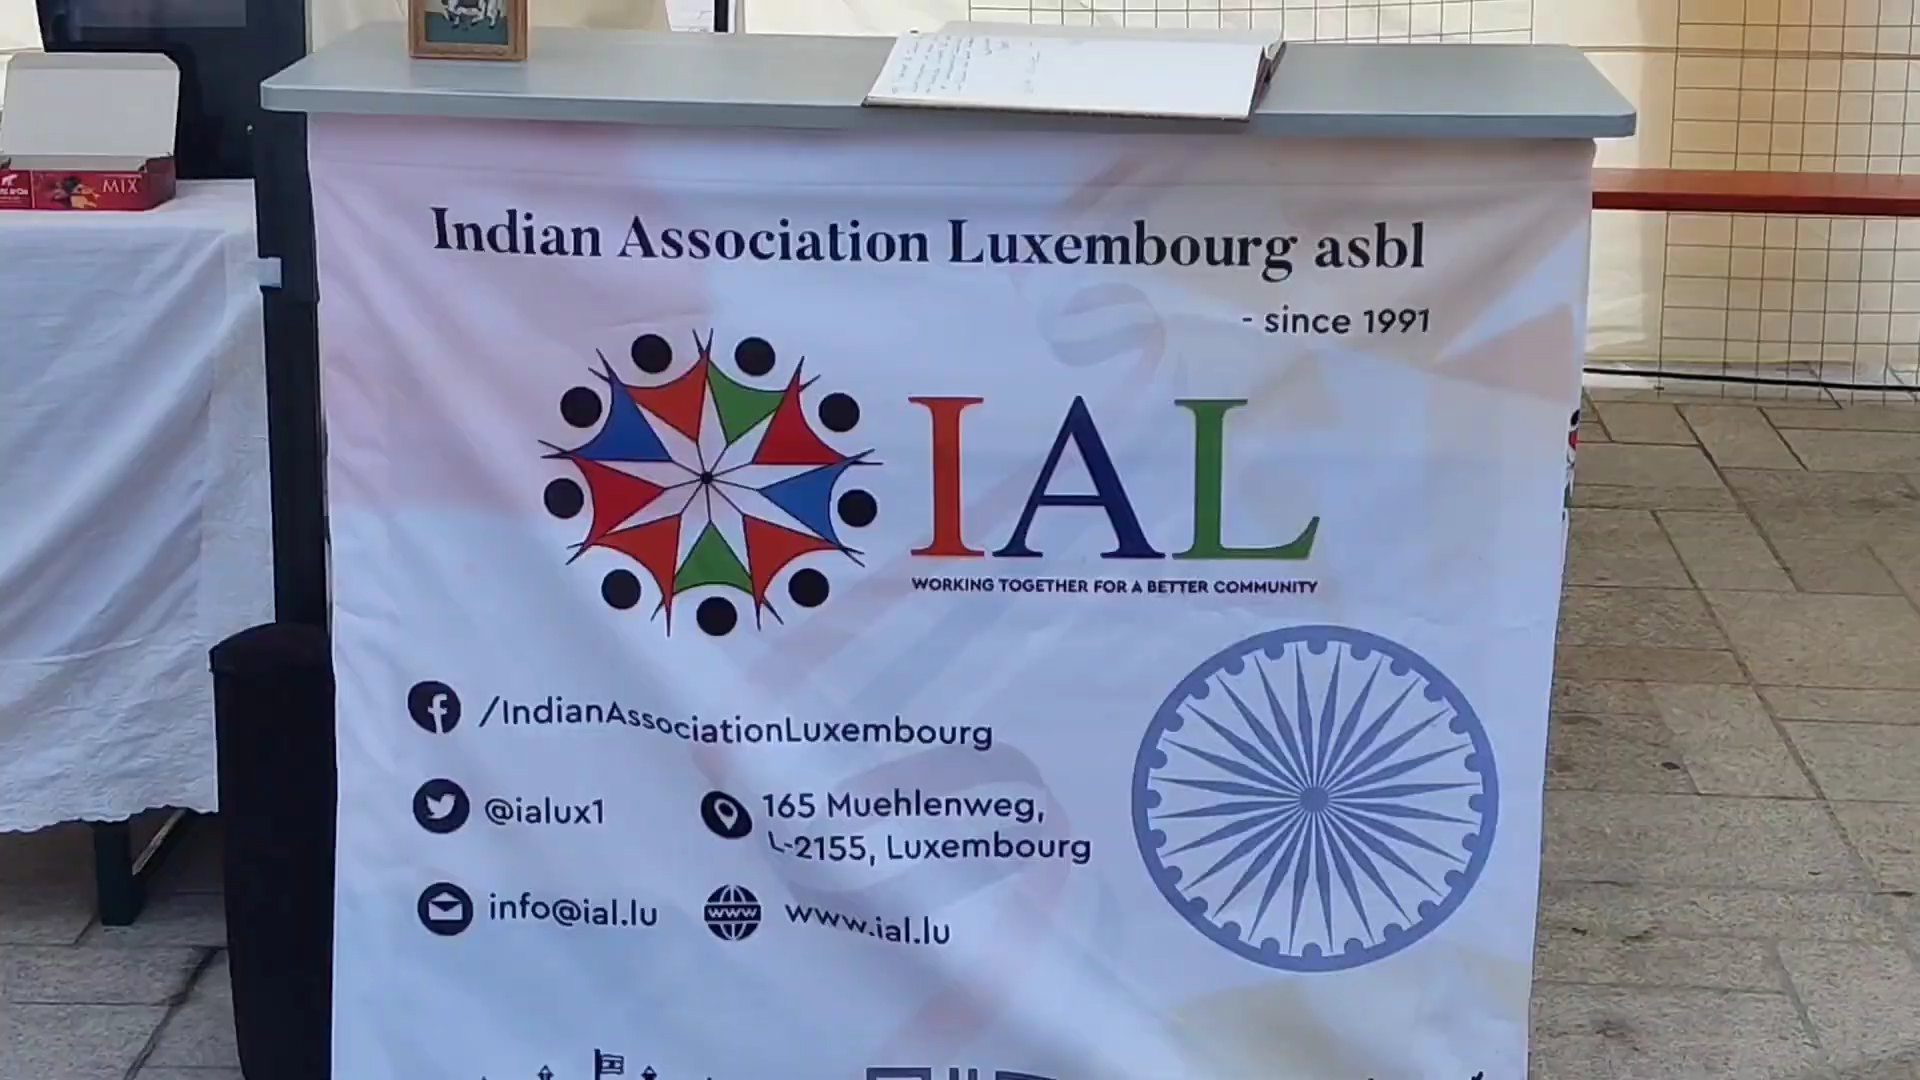 MIX
Indian Association Luxembourg asbl
- since 1991
IAL
WORKING TOGETHER FOR A BETTER COMMUNITY
/IndianAssociationLuxembourg
@ialux1
165 Muehlenweg,
L-2155, Luxembourg
info@ial.lu
www
www.ial.lu